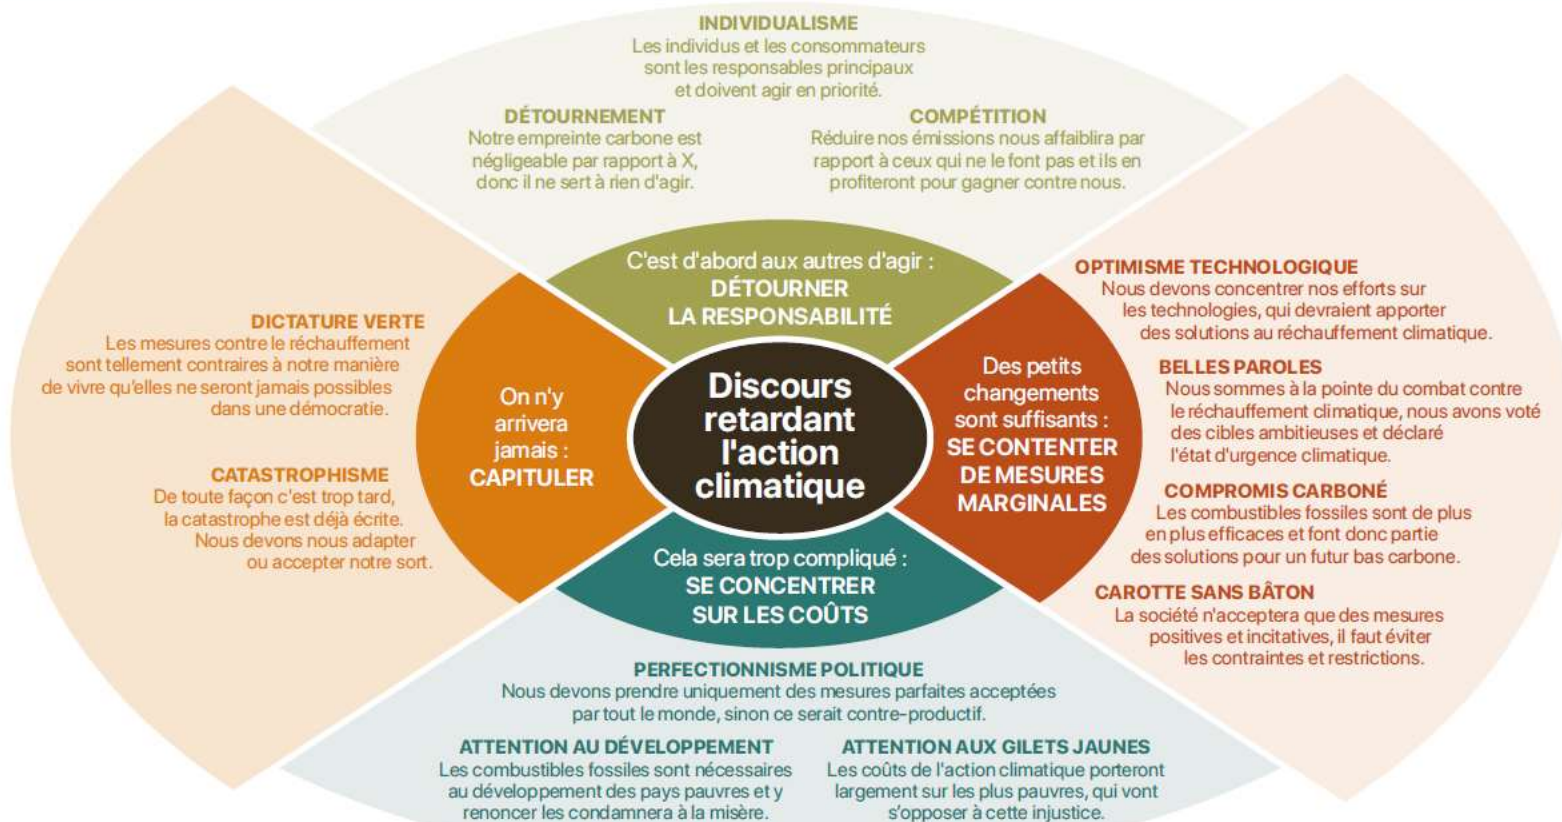 INDIVIDUALISME
Les individus et les consommateurs
sont les responsables principaux
et doivent agir en priorité.
DÉTOURNEMENT
Notre empreinte carbone est
négligeable par rapport à X,
donc il ne sert à rien d'agir.
COMPÉTITION
Réduire nos émissions nous affaiblira par
rapport à ceux qui ne le font pas et ils en
profiteront pour gagner contre nous.
C'est d'abord aux autres d'agir :
DÉTOURNER
LA RESPONSABILITÉ
OPTIMISME TECHNOLOGIQUE
Nous devons concentrer nos efforts sur
les technologies, qui devraient apporter
des solutions au réchauffement climatique.
BELLES PAROLES
Nous sommes à la pointe du combat contre
le réchauffement climatique, nous avons voté
des cibles ambitieuses et déclaré
l'état d'urgence climatique.
COMPROMIS CARBONÉ
Les combustibles fossiles sont de plus
en plus efficaces et font donc partie
des solutions pour un futur bas carbone.
CAROTTE SANS BÂTON
La société n'acceptera que des mesures
positives et incitatives, il faut éviter
les contraintes et restrictions.
Des petits
changements
sont suffisants :
SE CONTENTER
DE MESURES
MARGINALES
Discours
retardant
l'action
climatique
On n'y
arrivera
jamais :
CAPITULER
DICTATURE VERTE
Les mesures contre le réchauffement
sont tellement contraires à notre manière
de vivre qu'elles ne seront jamais possibles
dans une démocratie.
CATASTROPHISME
De toute façon c'est trop tard,
la catastrophe est déjà écrite.
Nous devons nous adapter
ou accepter notre sort.
Cela sera trop compliqué :
SE CONCENTRER
SUR LES COÛTS
PERFECTIONNISME POLITIQUE
Nous devons prendre uniquement des mesures parfaites acceptées
par tout le monde, sinon ce serait contre-productif.
ATTENTION AU DÉVELOPPEMENT
Les combustibles fossiles sont nécessaires
au développement des pays pauvres et y
renoncer les condamnera à la misère.
ATTENTION AUX GILETS JAUNES
Les coûts de l'action climatique porteront
largement sur les plus pauvres, qui vont
s’opposer à cette injustice.